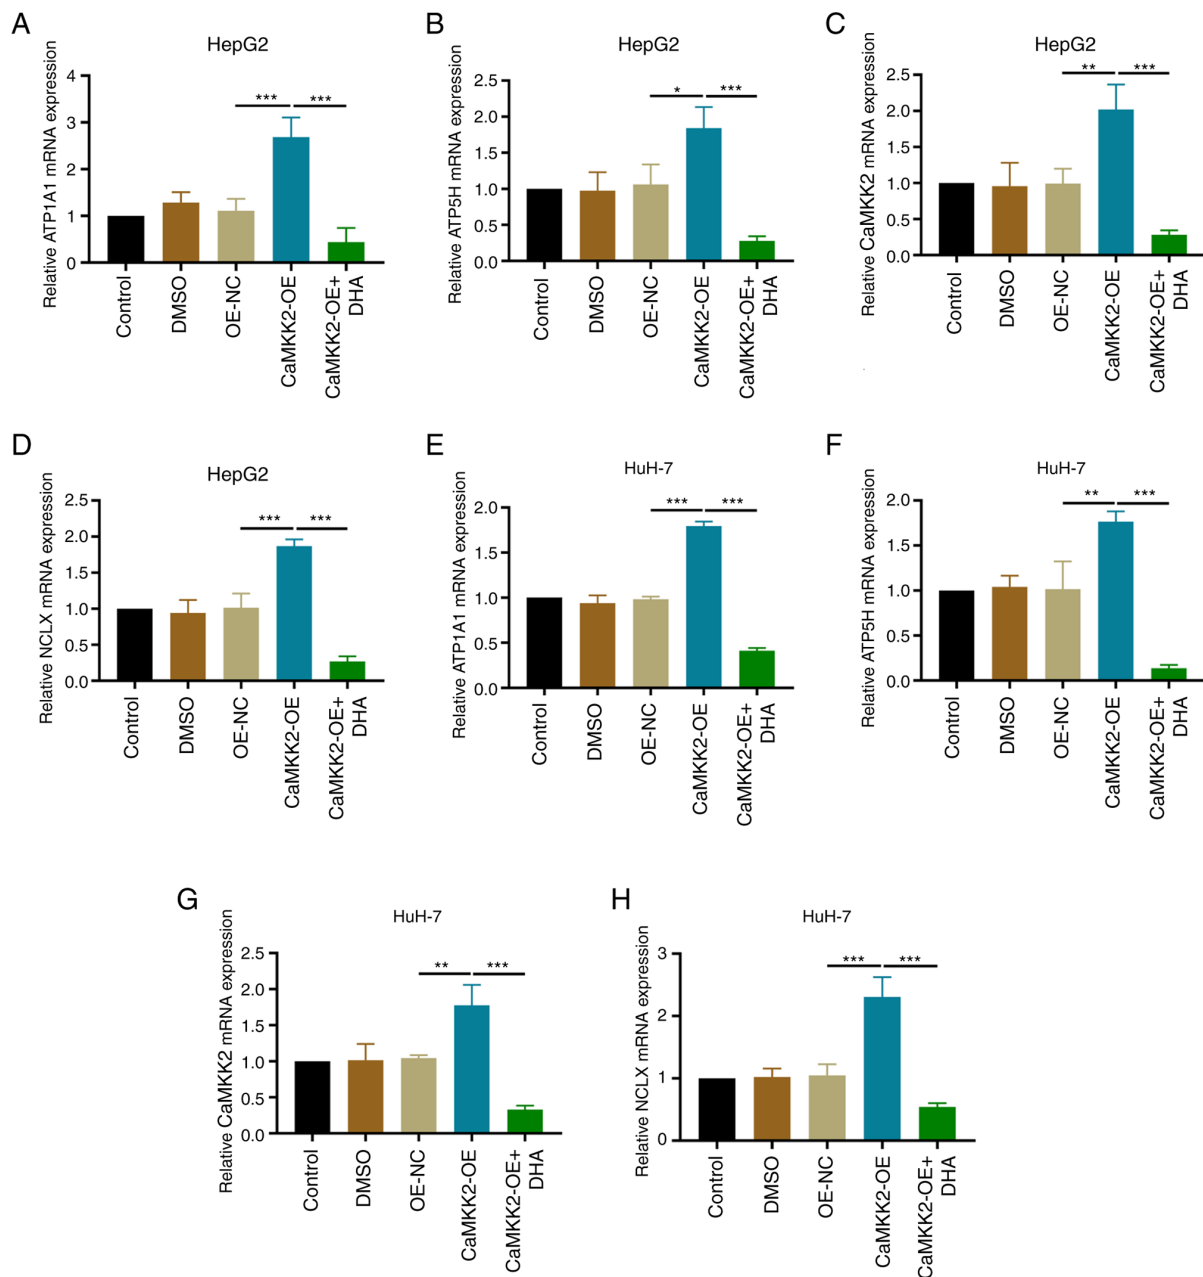 A
HepG2
Relative ATP1A1 mRNA expression
4
3
2
1
0
***
***
Control
DMSO
OE-NC
CaMKK2-OE
CaMKK2-OE+
DHA
B
HepG2
Relative ATP5H mRNA expression
2.5
2.0
1.5
1.0
0.5
0.0
*
***
Control
DMSO
OE-NC
CaMKK2-OE
CaMKK2-OE+
DHA
C
HepG2
Relative CaMKK2 mRNA expression
2.5
2.0
1.5
1.0
0.5
0.0
**
***
Control
DMSO
OE-NC
CaMKK2-OE
CaMKK2-OE+
DHA
D
HepG2
Relative NCLX mRNA expression
2.5
2.0
1.5
1.0
0.5
0.0
***
***
Control
DMSO
OE-NC
CaMKK2-OE
CaMKK2-OE+
DHA
E
HuH-7
Relative ATP1A1 mRNA expression
2.0
1.5
1.0
0.5
0.0
***
***
Control
DMSO
OE-NC
CaMKK2-OE
CaMKK2-OE+
DHA
F
HuH-7
Relative ATP5H mRNA expression
2.0
1.5
1.0
0.5
0.0
**
***
Control
DMSO
OE-NC
CaMKK2-OE
CaMKK2-OE+
DHA
G
HuH-7
Relative CaMKK2 mRNA expression
2.5
2.0
1.5
1.0
0.5
0.0
**
***
Control
DMSO
OE-NC
CaMKK2-OE
CaMKK2-OE+
DHA
H
HuH-7
Relative NCLX mRNA expression
3
2
1
0
***
***
Control
DMSO
OE-NC
CaMKK2-OE
CaMKK2-OE+
DHA